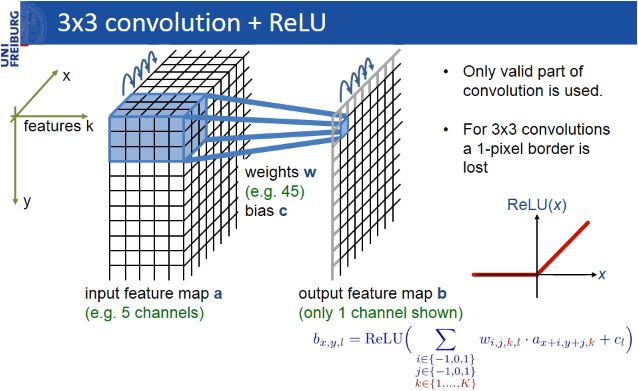 UNI
FREIBURG
3x3 convolution + ReLU
x
features k
y
weights w
(e.g. 45)
bias c
input feature map a
(e.g. 5 channels)
output feature map b
(only 1 channel shown)
• Only valid part of
convolution is used.
• For 3x3 convolutions
a 1-pixel border is
lost
ReLU(x)
x
b_{x,y,l} = ReLU( ∑_{i∈{-1,0,1} j∈{-1,0,1} k∈{1,...,K}} w_{i,j,k,l} · a_{x+i,y+j,k} + c_l )